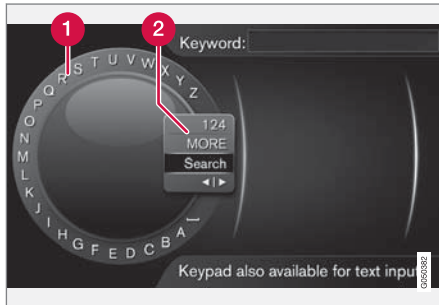 1
2
Keyword:
A B C D E F G H I J K L M N O P Q R S T U V W X Y Z
124
MORE
Search
◄|►
Keypad also available for text input
G050382